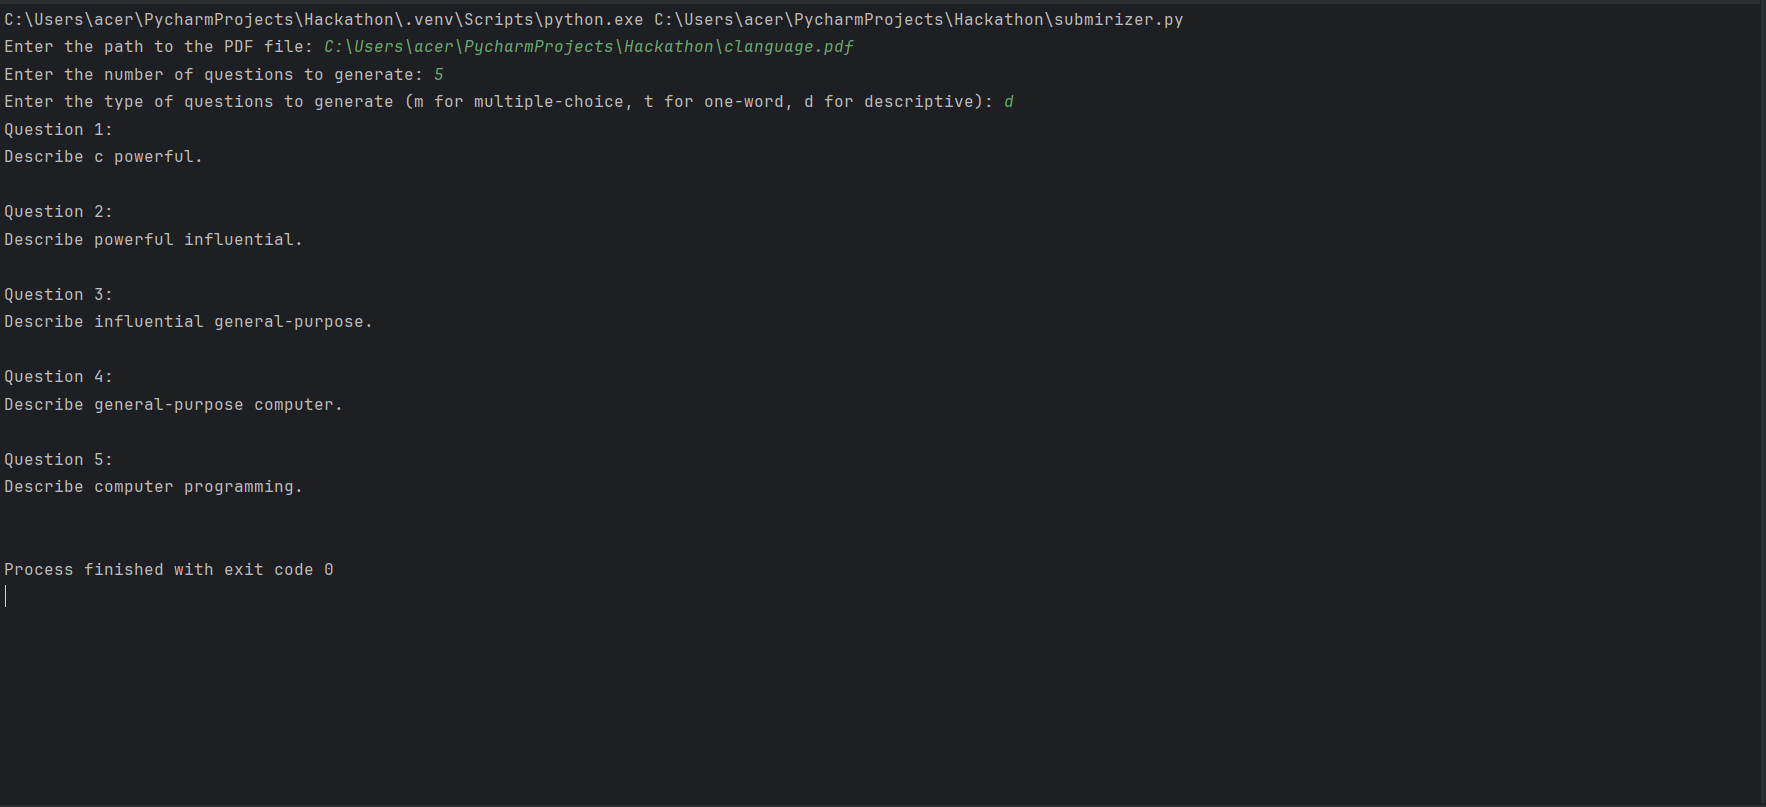 C:\Users\acer\PycharmProjects\Hackathon\.venv\Scripts\python.exe C:\Users\acer\PycharmProjects\Hackathon\submirizer.py
Enter the path to the PDF file: C:\Users\acer\PycharmProjects\Hackathon\clanguage.pdf
Enter the number of questions to generate: 5
Enter the type of questions to generate (m for multiple-choice, t for one-word, d for descriptive): d
Question 1:
Describe c powerful.
Question 2:
Describe powerful influential.
Question 3:
Describe influential general-purpose.
Question 4:
Describe general-purpose computer.
Question 5:
Describe computer programming.
Process finished with exit code 0